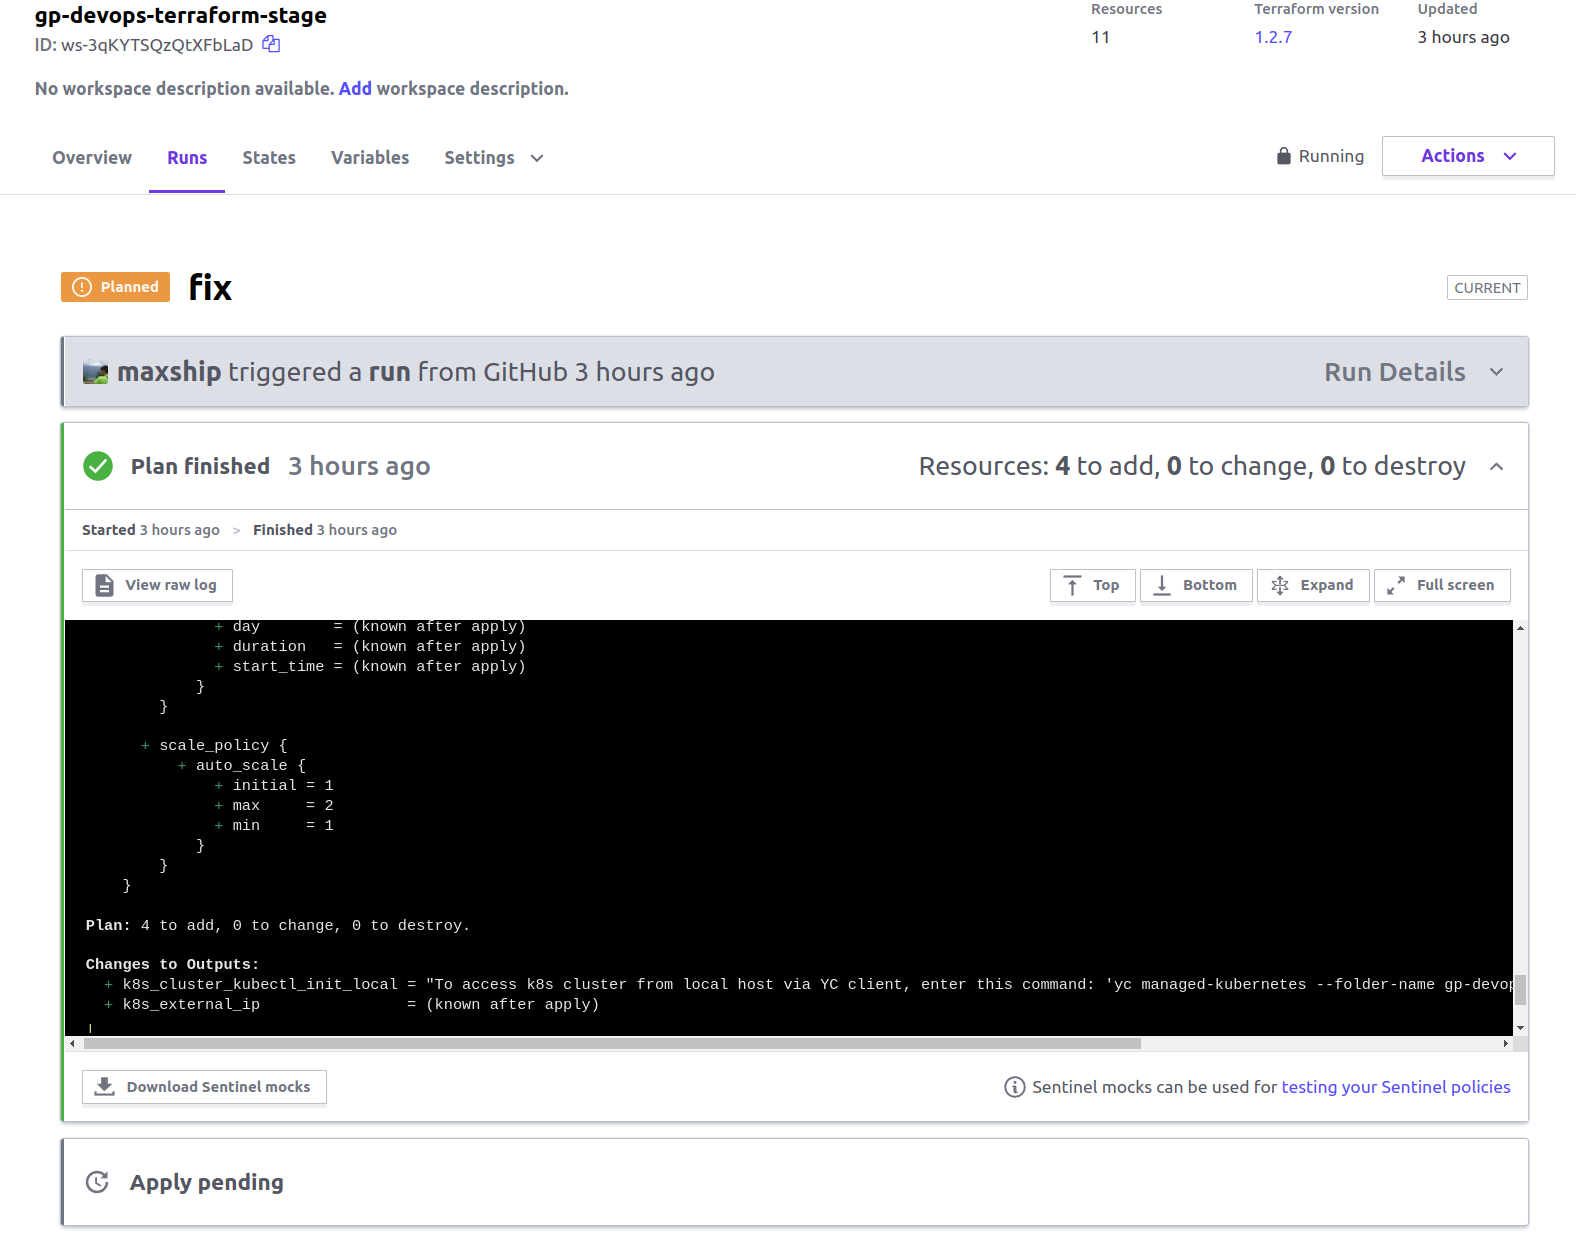 gp-devops-terraform-stage
ID: ws-3qKYTSQzQtXFbLaD
Resources
11
Terraform version
1.2.7
Updated
3 hours ago
No workspace description available. Add workspace description.
Overview Runs States Variables Settings
Running
Actions
Planned fix
CURRENT
maxship triggered a run from GitHub 3 hours ago
Run Details
Plan finished 3 hours ago
Resources: 4 to add, 0 to change, 0 to destroy
Started 3 hours ago > Finished 3 hours ago
View raw log
Top Bottom Expand Full screen
+ day        = (known after apply)
+ duration   = (known after apply)
+ start_time = (known after apply)
}
}
+ scale_policy {
+ auto_scale {
+ initial = 1
+ max     = 2
+ min     = 1
}
}
}
Plan: 4 to add, 0 to change, 0 to destroy.
Changes to Outputs:
+ k8s_cluster_kubectl_init_local = "To access k8s cluster from local host via YC client, enter this command: 'yc managed-kubernetes --folder-name gp-devop
+ k8s_external_ip                = (known after apply)
Download Sentinel mocks
Sentinel mocks can be used for testing your Sentinel policies
Apply pending